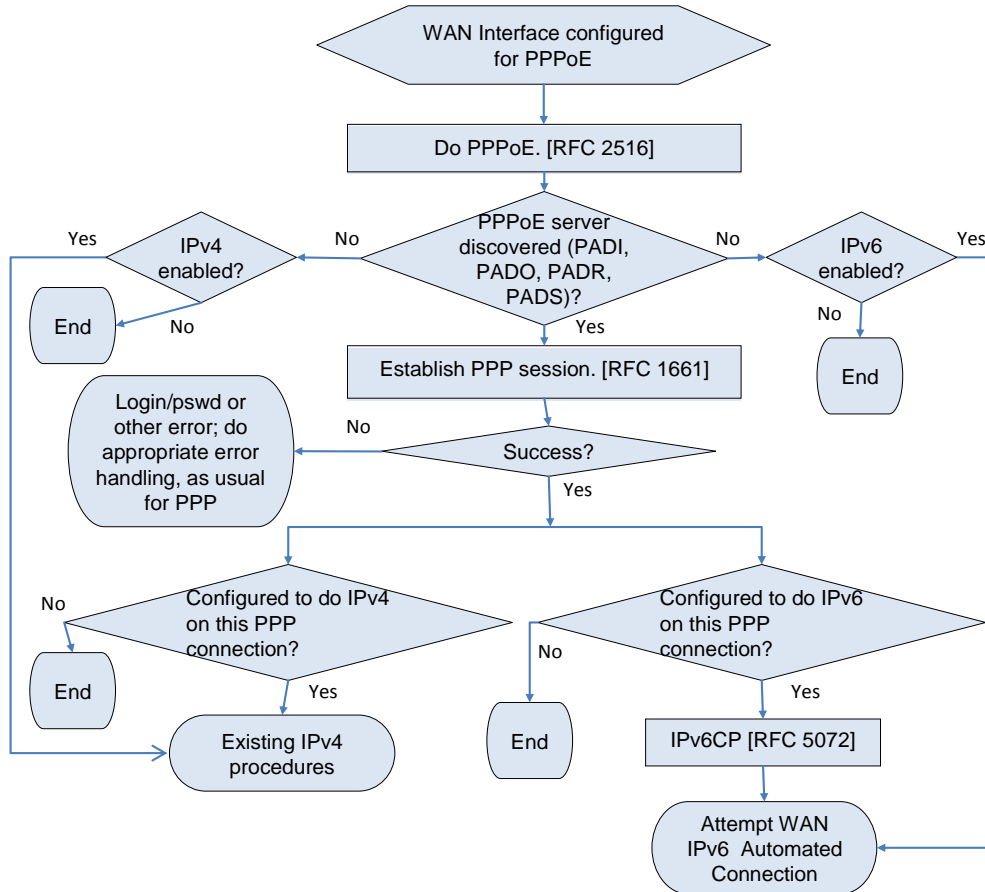 WAN Interface configured
for PPPoE
Do PPPoE. [RFC 2516]
PPPoE server
discovered (PADI,
PADO, PADR,
PADS)?
Yes
IPv4
enabled?
No
No
IPv6
enabled?
Yes
End
No
Yes
No
End
Establish PPP session. [RFC 1661]
Login/pswd or
other error; do
appropriate error
handling, as usual
for PPP
No
Success?
Yes
Configured to do IPv4
on this PPP
connection?
No
End
Yes
Existing IPv4
procedures
Configured to do IPv6
on this PPP
connection?
No
End
Yes
IPv6CP [RFC 5072]
Attempt WAN
IPv6 Automated
Connection